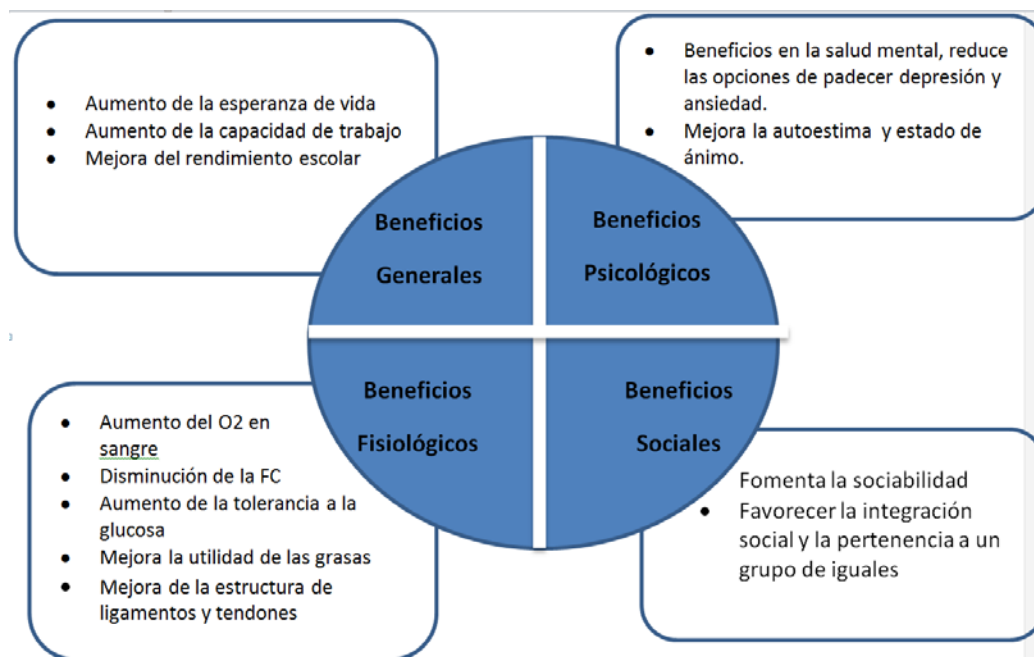 • Aumento de la esperanza de vida
• Aumento de la capacidad de trabajo
• Mejora del rendimiento escolar
• Beneficios en la salud mental, reduce
las opciones de padecer depresión y
ansiedad.
• Mejora la autoestima y estado de
ánimo.
Beneficios
Generales
Beneficios
Psicológicos
Beneficios
Fisiológicos
Beneficios
Sociales
• Aumento del O2 en
sangre
• Disminución de la FC
• Aumento de la tolerancia a la
glucosa
• Mejora la utilidad de las grasas
• Mejora de la estructura de
ligamentos y tendones
Fomenta la sociabilidad
• Favorecer la integración
social y la pertenencia a un
grupo de iguales